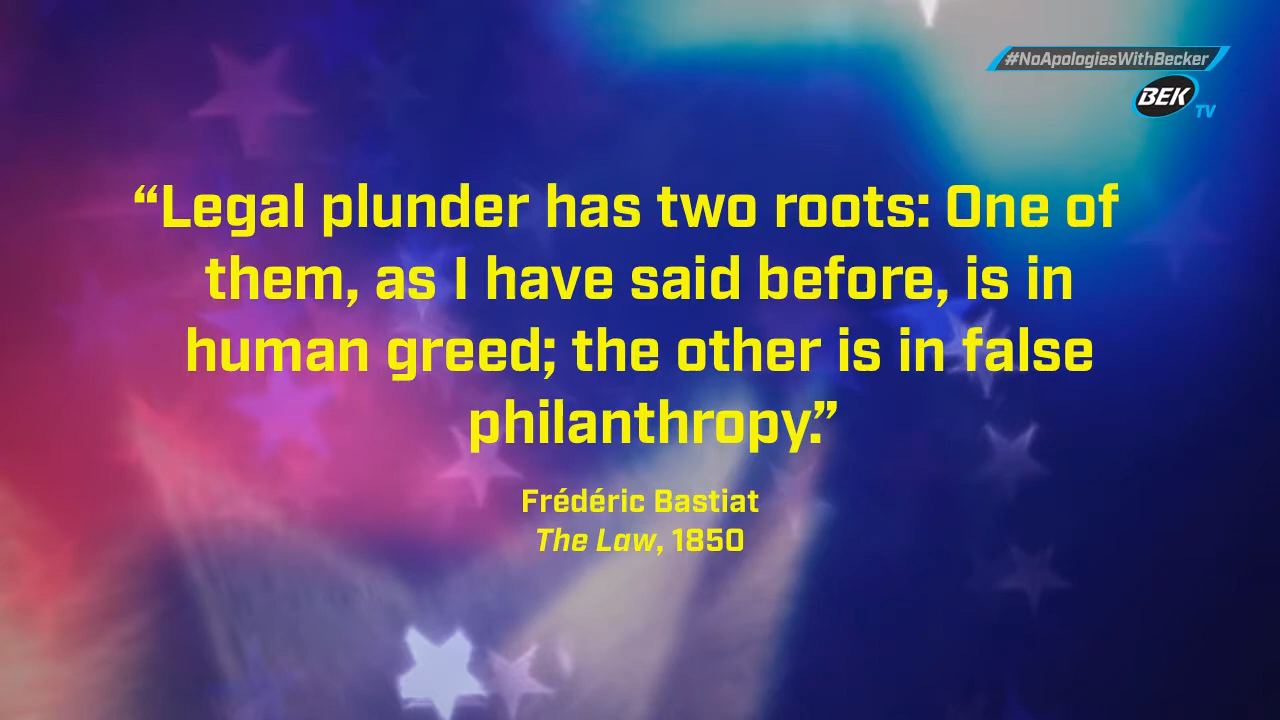 #NoApologiesWithBecker
BEK TV
“Legal plunder has two roots: One of
them, as I have said before, is in
human greed; the other is in false
philanthropy.”
Frédéric Bastiat
The Law, 1850